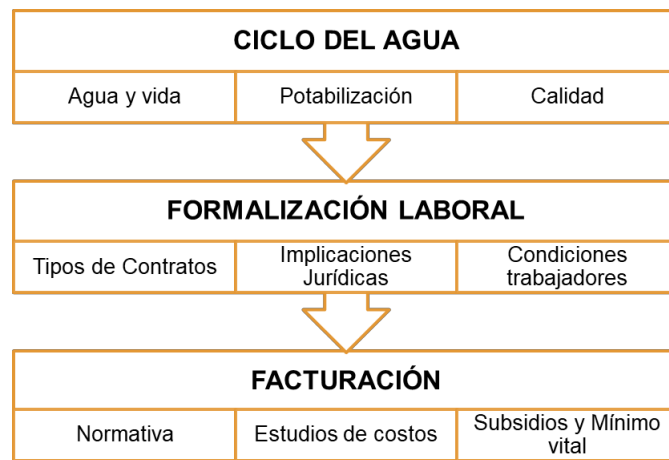 CICLO DEL AGUA
Agua y vida
Potabilización
Calidad
FORMALIZACIÓN LABORAL
Tipos de Contratos
Implicaciones
Jurídicas
Condiciones
trabajadores
FACTURACIÓN
Normativa
Estudios de costos
Subsidios y Mínimo
vital